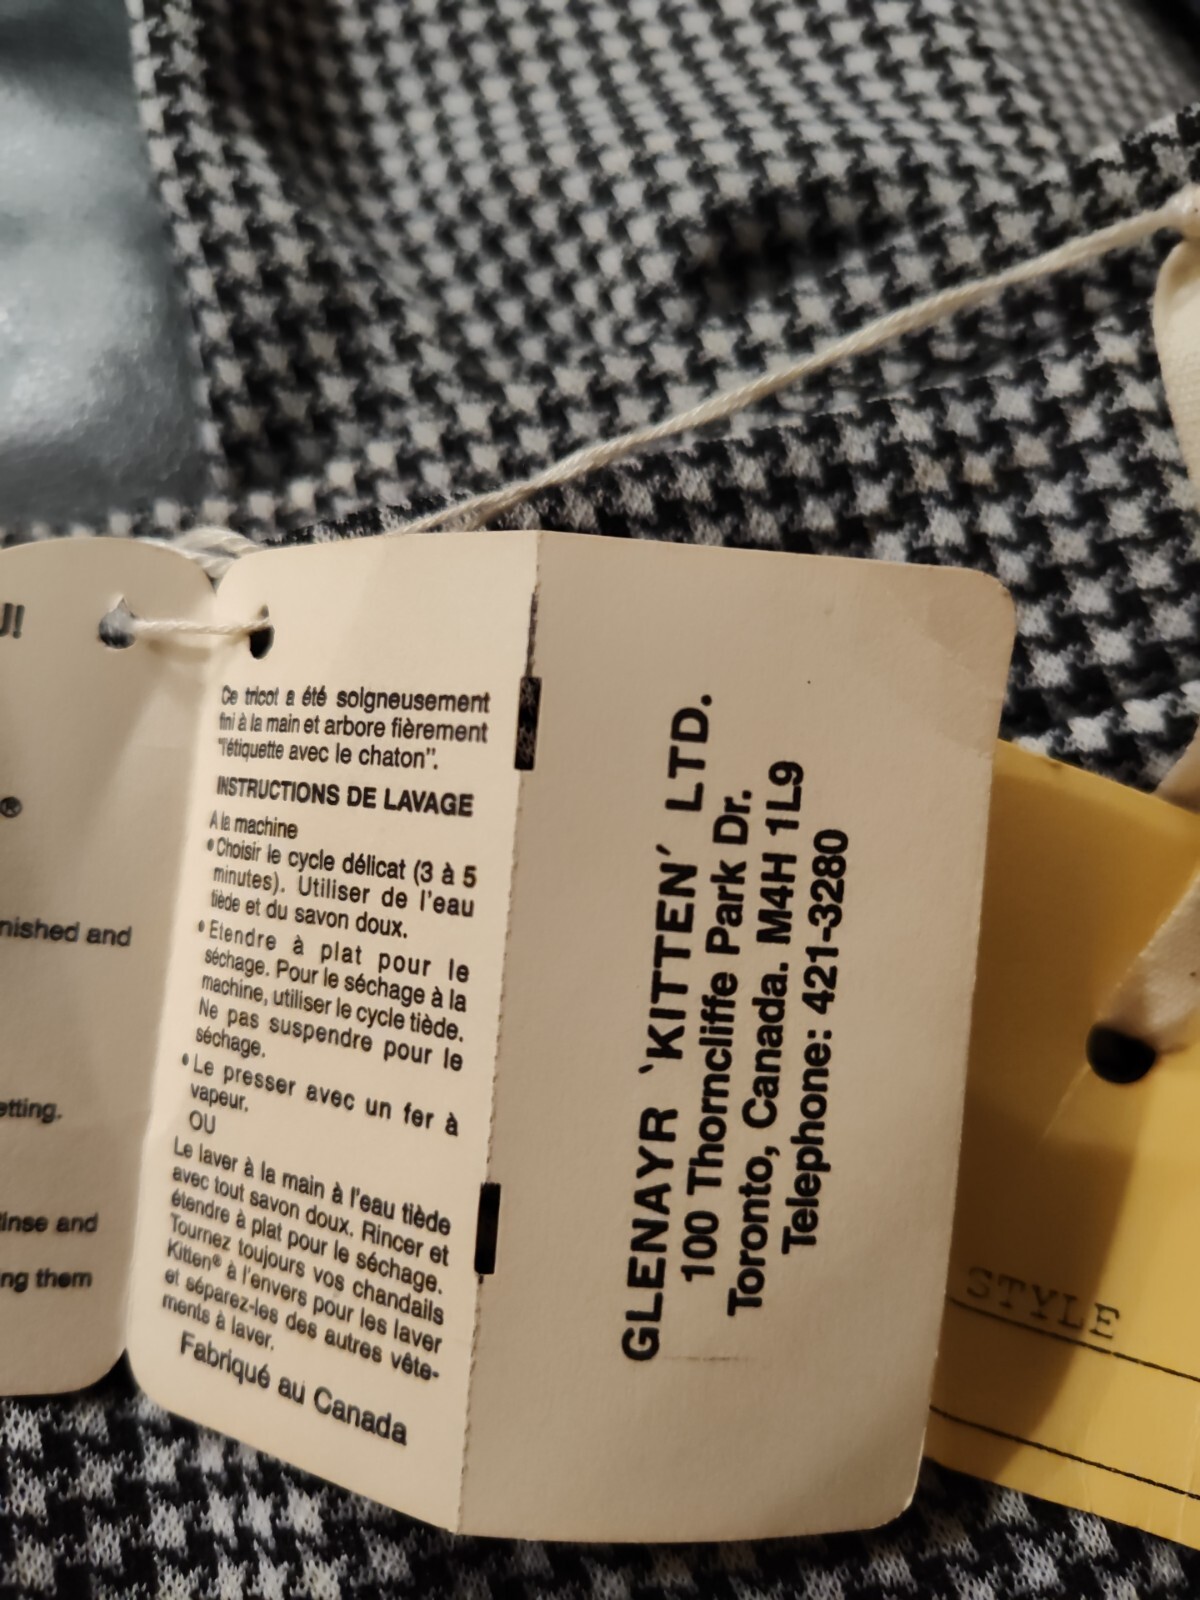 U!
®
nished and
etting.
inse and
ng them
Ce tricot a été soigneusement
fini à la main et arbore fièrement
"l'étiquette avec le chaton".
INSTRUCTIONS DE LAVAGE
A la machine
•Choisir le cycle délicat (3 à 5
minutes). Utiliser de l'eau
tiède et du savon doux.
•Etendre à plat pour le
séchage. Pour le séchage à la
machine, utiliser le cycle tiède.
Ne pas suspendre pour le
séchage.
•Le presser avec un fer à
vapeur.
OU
Le laver à la main à l'eau tiède
avec tout savon doux. Rincer et
étendre à plat pour le séchage.
Tournez toujours vos chandails
Kitten® à l'envers pour les laver
et séparez-les des autres vête-
ments à laver.
Fabriqué au Canada
GLENAYR 'KITTEN' LTD.
100 Thorncliffe Park Dr.
Toronto, Canada. M4H 1L9
Telephone: 421-3280
STYLE